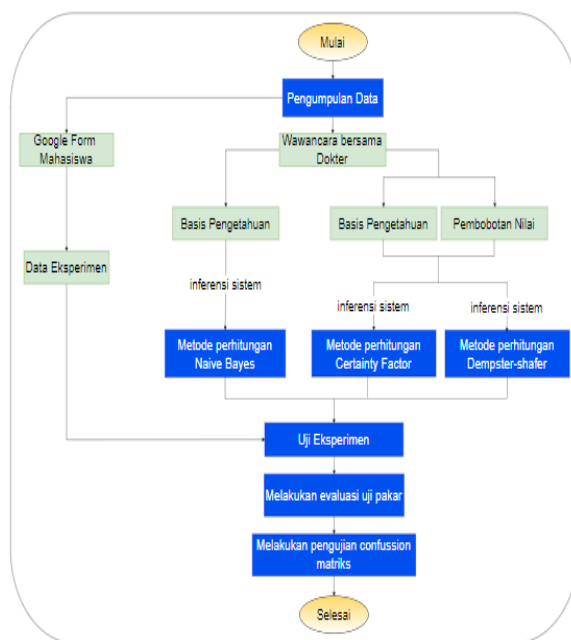 Mulai
Pengumpulan Data
Google Form
Mahasiswa
Wawancara bersama
Dokter
Basis Pengetahuan
Basis Pengetahuan
Pembobotan Nilai
Data Eksperimen
inferensi sistem
inferensi sistem
inferensi sistem
Metode perhitungan
Naive Bayes
Metode perhitungan
Certainty Factor
Metode perhitungan
Dempster-shafer
Uji Eksperimen
Melakukan evaluasi uji pakar
Melakukan pengujian confussion
matriks
Selesai